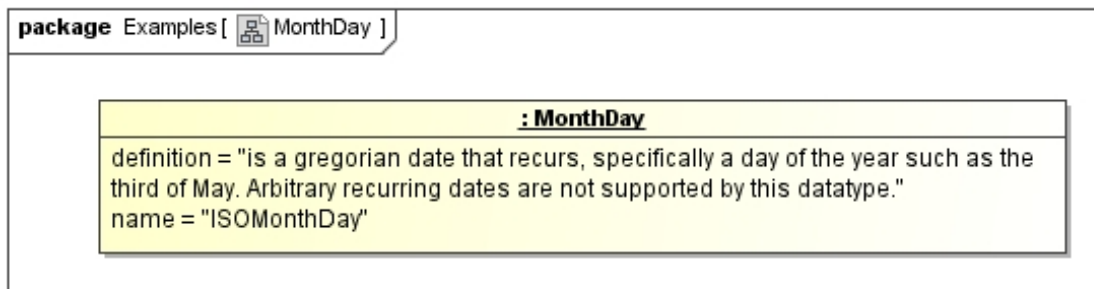 package Examples [ MonthDay ]
: MonthDay
definition = "is a gregorian date that recurs, specifically a day of the year such as the
third of May. Arbitrary recurring dates are not supported by this datatype."
name = "ISOMonthDay"